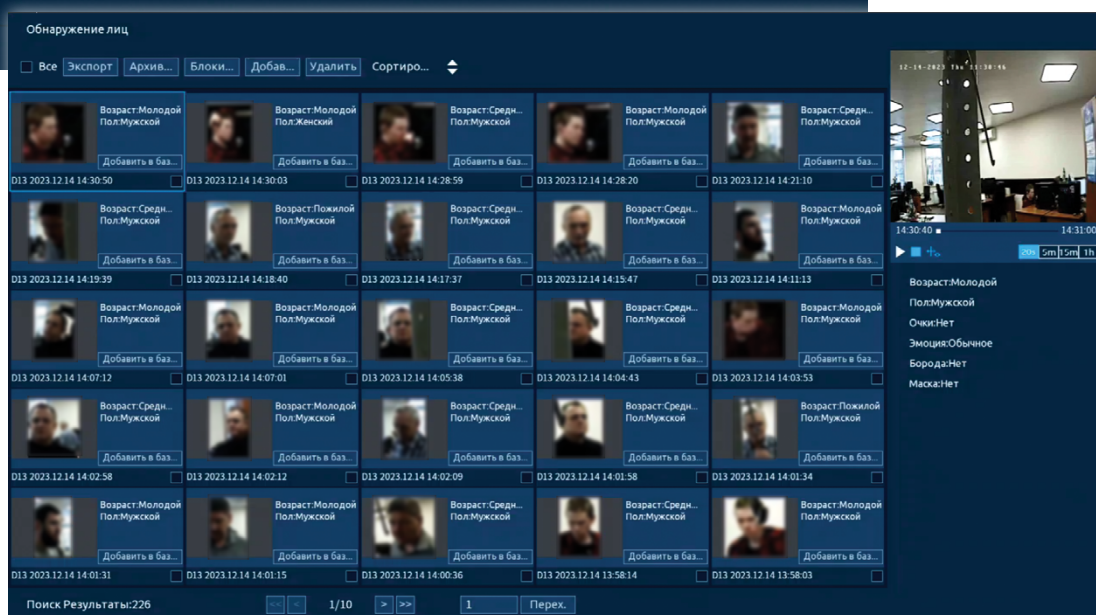 Обнаружение лиц
Все Экспорт Архив... Блоки... Добав... Удалить Сортиро...
12-14-2023 Thu 11:30:46
Возраст:Молодой
Пол:Мужской
Добавить в баз...
D13 2023.12.14 14:30:50
Возраст:Молодой
Пол:Женский
Добавить в баз...
D13 2023.12.14 14:30:03
Возраст:Средн...
Пол:Мужской
Добавить в баз...
D13 2023.12.14 14:28:59
Возраст:Молодой
Пол:Мужской
Добавить в баз...
D13 2023.12.14 14:28:20
Возраст:Средн...
Пол:Мужской
Добавить в баз...
D13 2023.12.14 14:21:10
Возраст:Средн...
Пол:Мужской
Добавить в баз...
D13 2023.12.14 14:19:39
Возраст:Пожилой
Пол:Мужской
Добавить в баз...
D13 2023.12.14 14:18:40
Возраст:Средн...
Пол:Мужской
Добавить в баз...
D13 2023.12.14 14:17:37
Возраст:Средн...
Пол:Мужской
Добавить в баз...
D13 2023.12.14 14:15:47
Возраст:Молодой
Пол:Мужской
Добавить в баз...
D13 2023.12.14 14:11:13
Возраст:Молодой
Пол:Мужской
Добавить в баз...
D13 2023.12.14 14:07:12
Возраст:Молодой
Пол:Мужской
Добавить в баз...
D13 2023.12.14 14:07:01
Возраст:Средн...
Пол:Мужской
Добавить в баз...
D13 2023.12.14 14:05:38
Возраст:Средн...
Пол:Мужской
Добавить в баз...
D13 2023.12.14 14:04:43
Возраст:Молодой
Пол:Мужской
Добавить в баз...
D13 2023.12.14 14:03:53
Возраст:Средн...
Пол:Мужской
Добавить в баз...
D13 2023.12.14 14:02:58
Возраст:Молодой
Пол:Мужской
Добавить в баз...
D13 2023.12.14 14:02:12
Возраст:Средн...
Пол:Мужской
Добавить в баз...
D13 2023.12.14 14:02:09
Возраст:Средн...
Пол:Мужской
Добавить в баз...
D13 2023.12.14 14:01:58
Возраст:Пожилой
Пол:Мужской
Добавить в баз...
D13 2023.12.14 14:01:34
Возраст:Молодой
Пол:Мужской
Добавить в баз...
D13 2023.12.14 14:01:31
Возраст:Молодой
Пол:Мужской
Добавить в баз...
D13 2023.12.14 14:01:15
Возраст:Средн...
Пол:Мужской
Добавить в баз...
D13 2023.12.14 14:00:36
Возраст:Средн...
Пол:Мужской
Добавить в баз...
D13 2023.12.14 13:58:14
Возраст:Молодой
Пол:Мужской
Добавить в баз...
D13 2023.12.14 13:58:03
14:30:40 14:31:00
20s 5m 15m 1h
Возраст:Молодой
Пол:Мужской
Очки:Нет
Эмоция:Обычное
Борода:Нет
Маска:Нет
Поиск Результаты:226 << < 1/10 > >> 1 Перех.